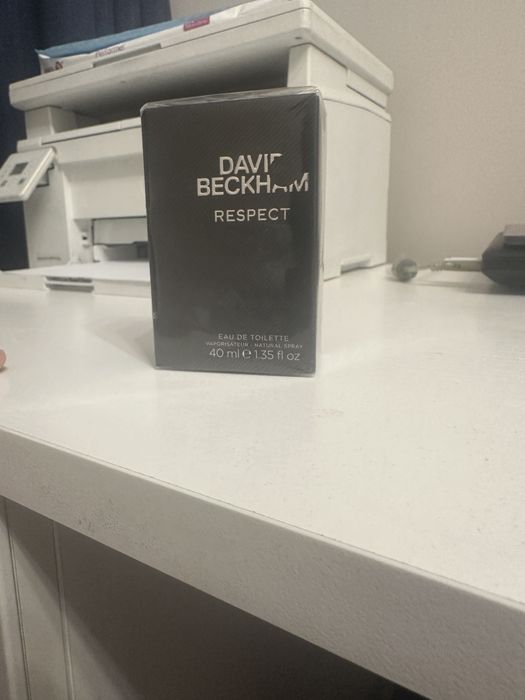 DAVID
BECKHAM
RESPECT
EAU DE TOILETTE
VAPORISATEUR - NATURAL SPRAY
40 ml e 1.35 fl oz